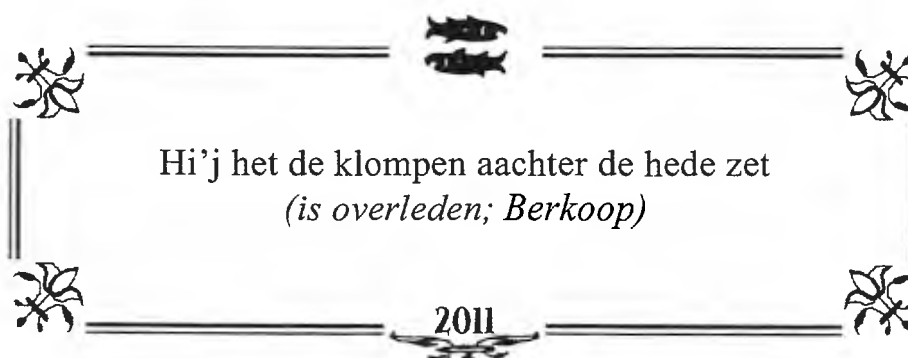 Hi'j het de klompen aachter de hede zet
(is overleden; Berkoop)
2011